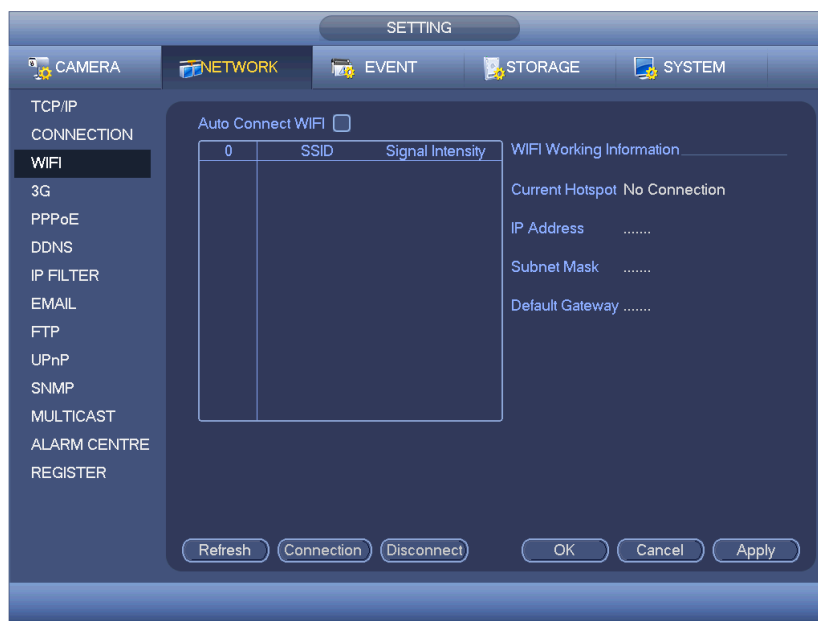 SETTING
CAMERA NETWORK EVENT STORAGE SYSTEM
TCP/IP
CONNECTION
WIFI
3G
PPPoE
DDNS
IP FILTER
EMAIL
FTP
UPnP
SNMP
MULTICAST
ALARM CENTRE
REGISTER
Auto Connect WIFI
0 SSID Signal Intensity
WIFI Working Information
Current Hotspot No Connection
IP Address .......
Subnet Mask .......
Default Gateway .......
Refresh Connection Disconnect OK Cancel Apply